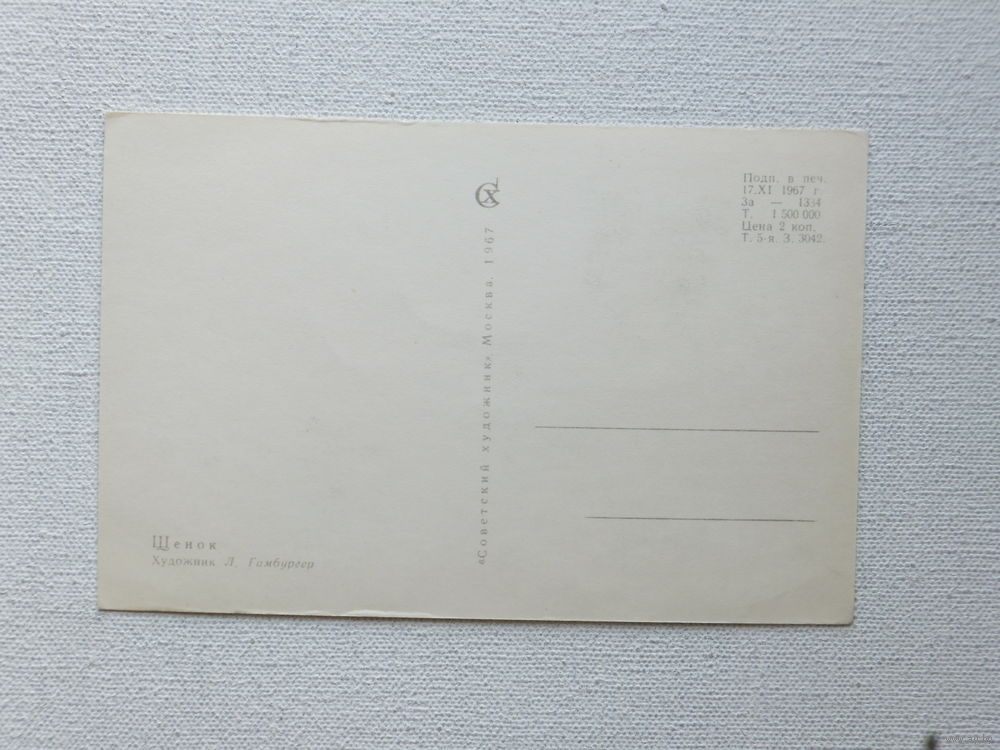 Щенок
Художник Л. Гамбургер
«Советский художник». Москва. 1967
СХ
Подп. в печ.
17.XI 1967 г.
За — 1334
Т. 1 500 000
Цена 2 коп.
Т. 5-я. З. 3042.